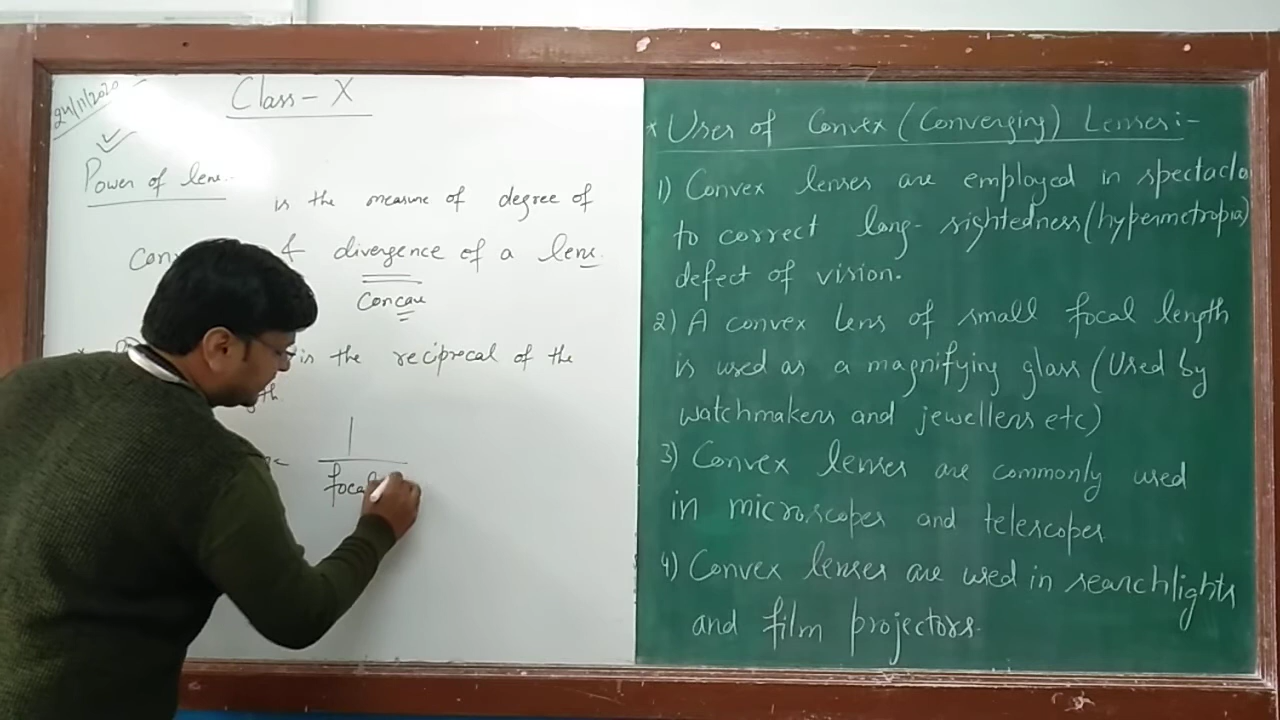 24/11/2020
Class - X
Power of lens.
is the measure of degree of
& divergence of a lens.
Concave
is the reciprocal of the
1
focal
* Uses of Convex (Converging) Lenses:-
1) Convex lenses are employed in spectacle
to correct long-sightedness (hypermetropia)
defect of vision.
2) A convex lens of small focal length
is used as a magnifying glass (Used by
watchmakers and jewellers etc)
3) Convex lenses are commonly used
in microscopes and telescopes
4) Convex lenses are used in searchlights
and film projectors.